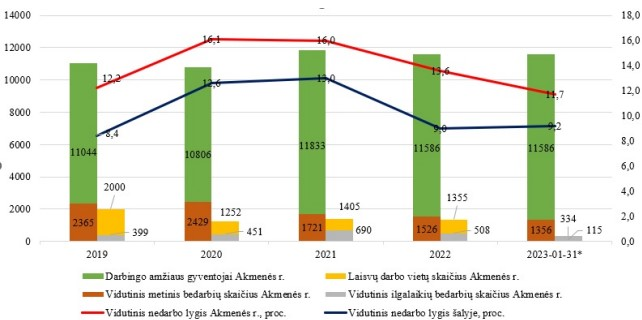 14000 18,0
16,1 16,0 16,0
12000 14,0
12,2 13,6
10000 12,6 13,0 11,7 12,0
8000 8,4 9,0 9,2 10,0
11044 10806 11833 11586 11586 8,0
6000
4000 6,0
2000 1252 1405 1355 334 4,0
2000 2365 399 2429 451 1721 690 1526 508 1356 115 2,0
0 0,0
2019 2020 2021 2022 2023-01-31*
Darbingo amžiaus gyventojai Akmenės r. Laisvų darbo vietų skaičius Akmenės r.
Vidutinis metinis bedarbių skaičius Akmenės r. Vidutinis ilgalaikių bedarbių skaičius Akmenės r.
Vidutinis nedarbo lygis Akmenės r., proc. Vidutinis nedarbo lygis šalyje, proc.